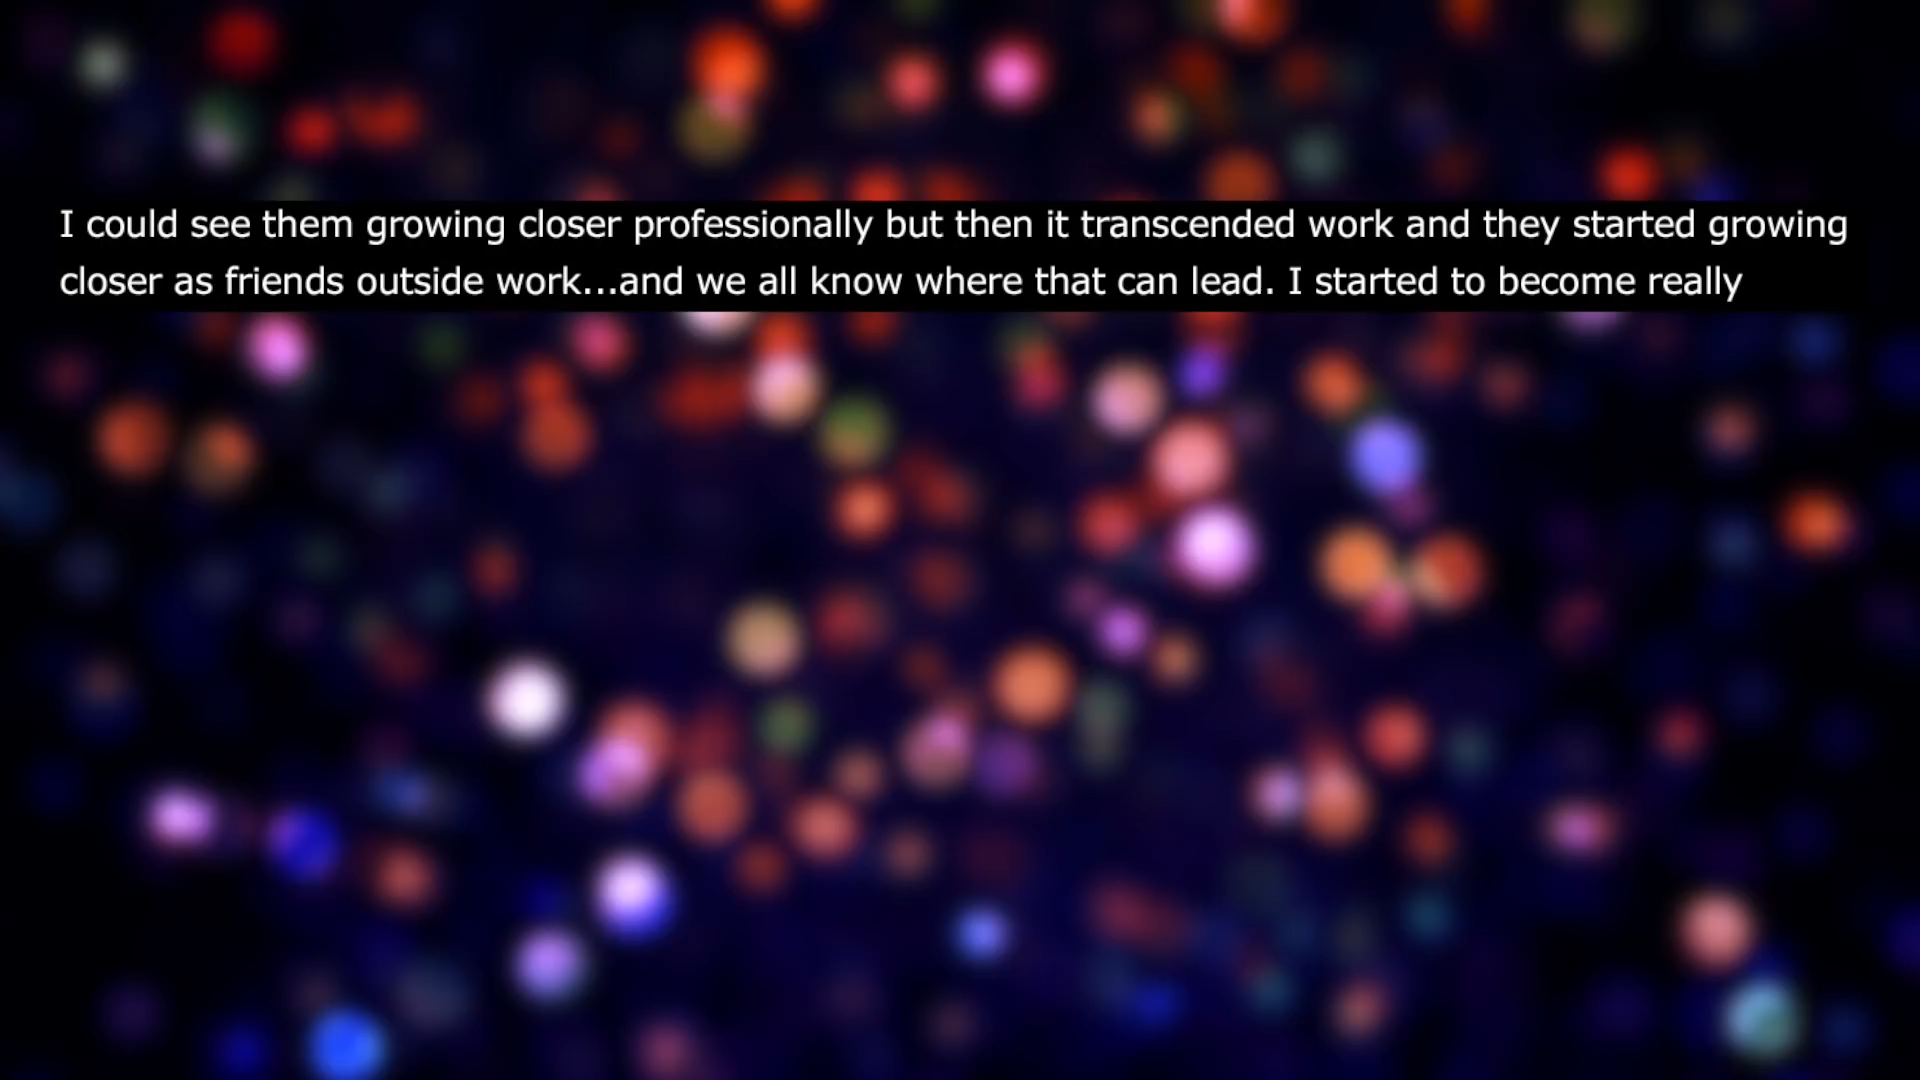 I could see them growing closer professionally but then it transcended work and they started growing
closer as friends outside work...and we all know where that can lead. I started to become really